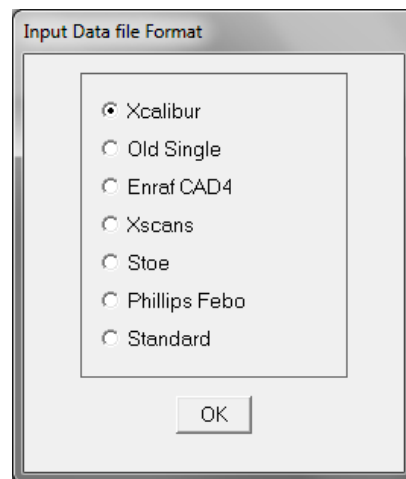 Input Data file Format
Xcalibur
Old Single
Enraf CAD4
Xscans
Stoe
Phillips Febo
Standard
OK